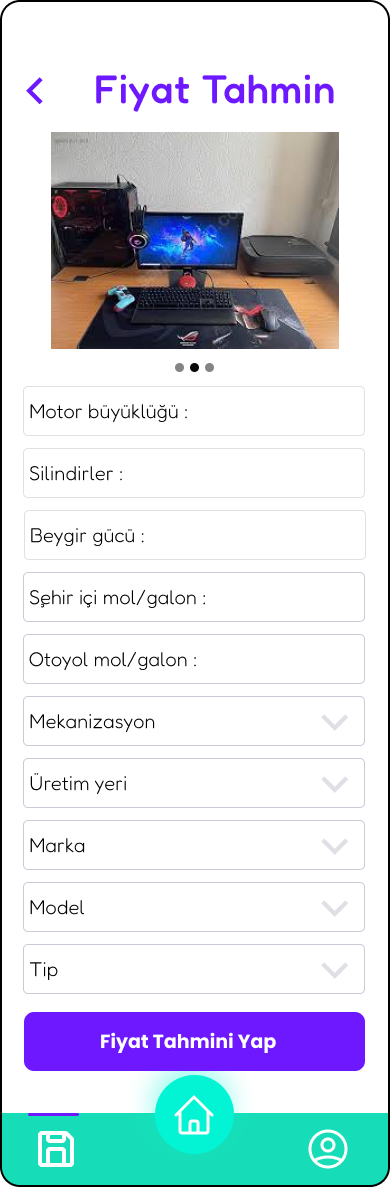 Fiyat Tahmin
Motor büyüklüğü :
Silindirler :
Beygir gücü :
Şehir içi mol/galon :
Otoyol mol/galon :
Mekanizasyon
Üretim yeri
Marka
Model
Tip
Fiyat Tahmini Yap